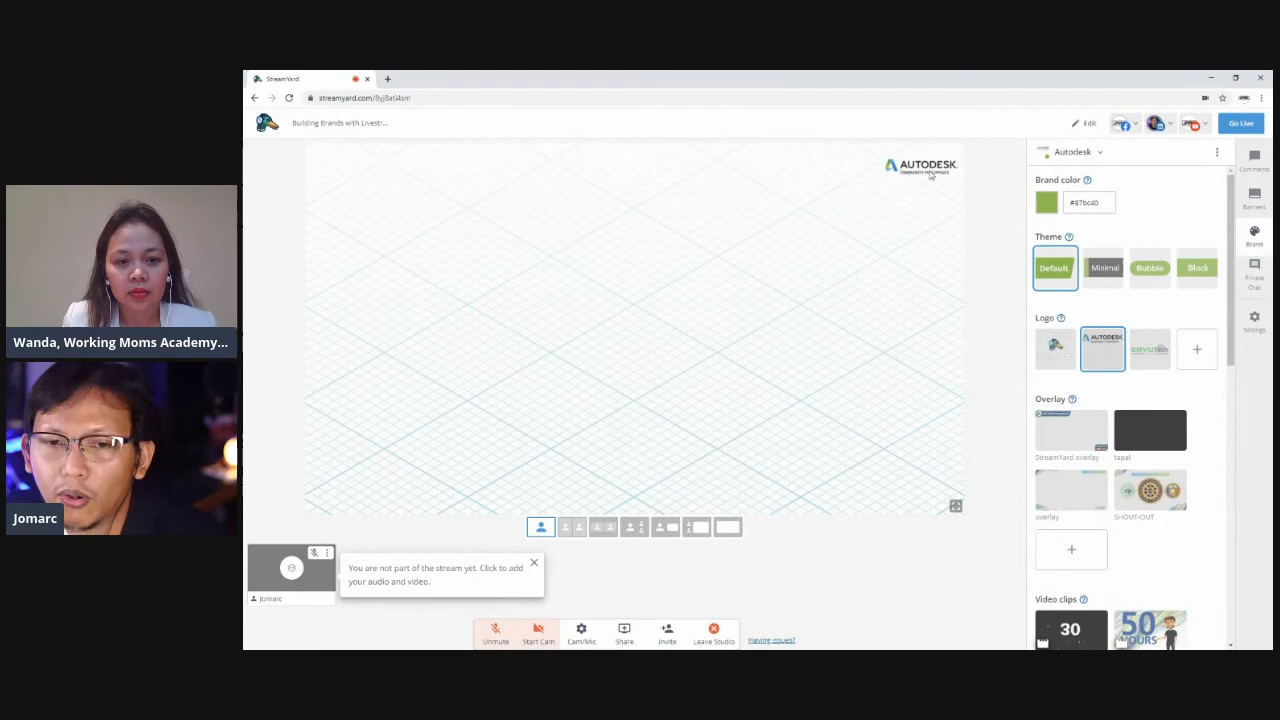 StreamYard
streamyard.com/8yj8ati4sm
Building Brands with Livestr...
Edit
Go Live
AUTODESK
COMMUNITY PHILIPPINES
Autodesk
Brand color
#87bc40
Theme
Default
Minimal
Bubble
Block
Logo
AUTODESK
Overlay
StreamYard overlay
tapal
overlay
SHOUT-OUT
Video clips
30
50
Comments
Banners
Brand
Private
Chat
Settings
Wanda, Working Moms Academy...
Jomarc
You are not part of the stream yet. Click to add
your audio and video.
Jomarc
Unmute
Start Cam
Cam/Mic
Share
Invite
Leave Studio
Having issues?